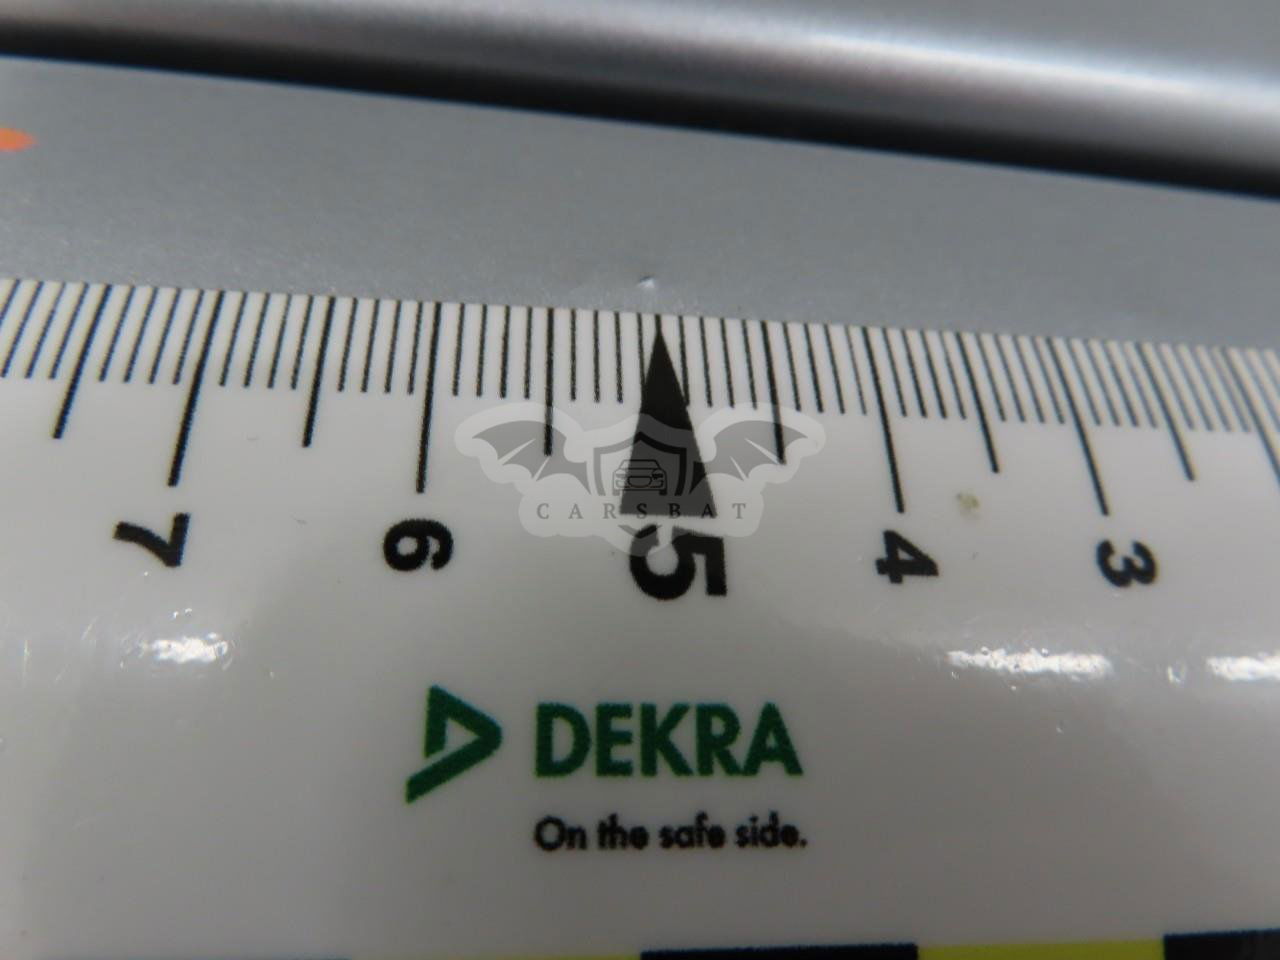 7 6 5 4 3
CARSBAT
DEKRA
On the safe side.